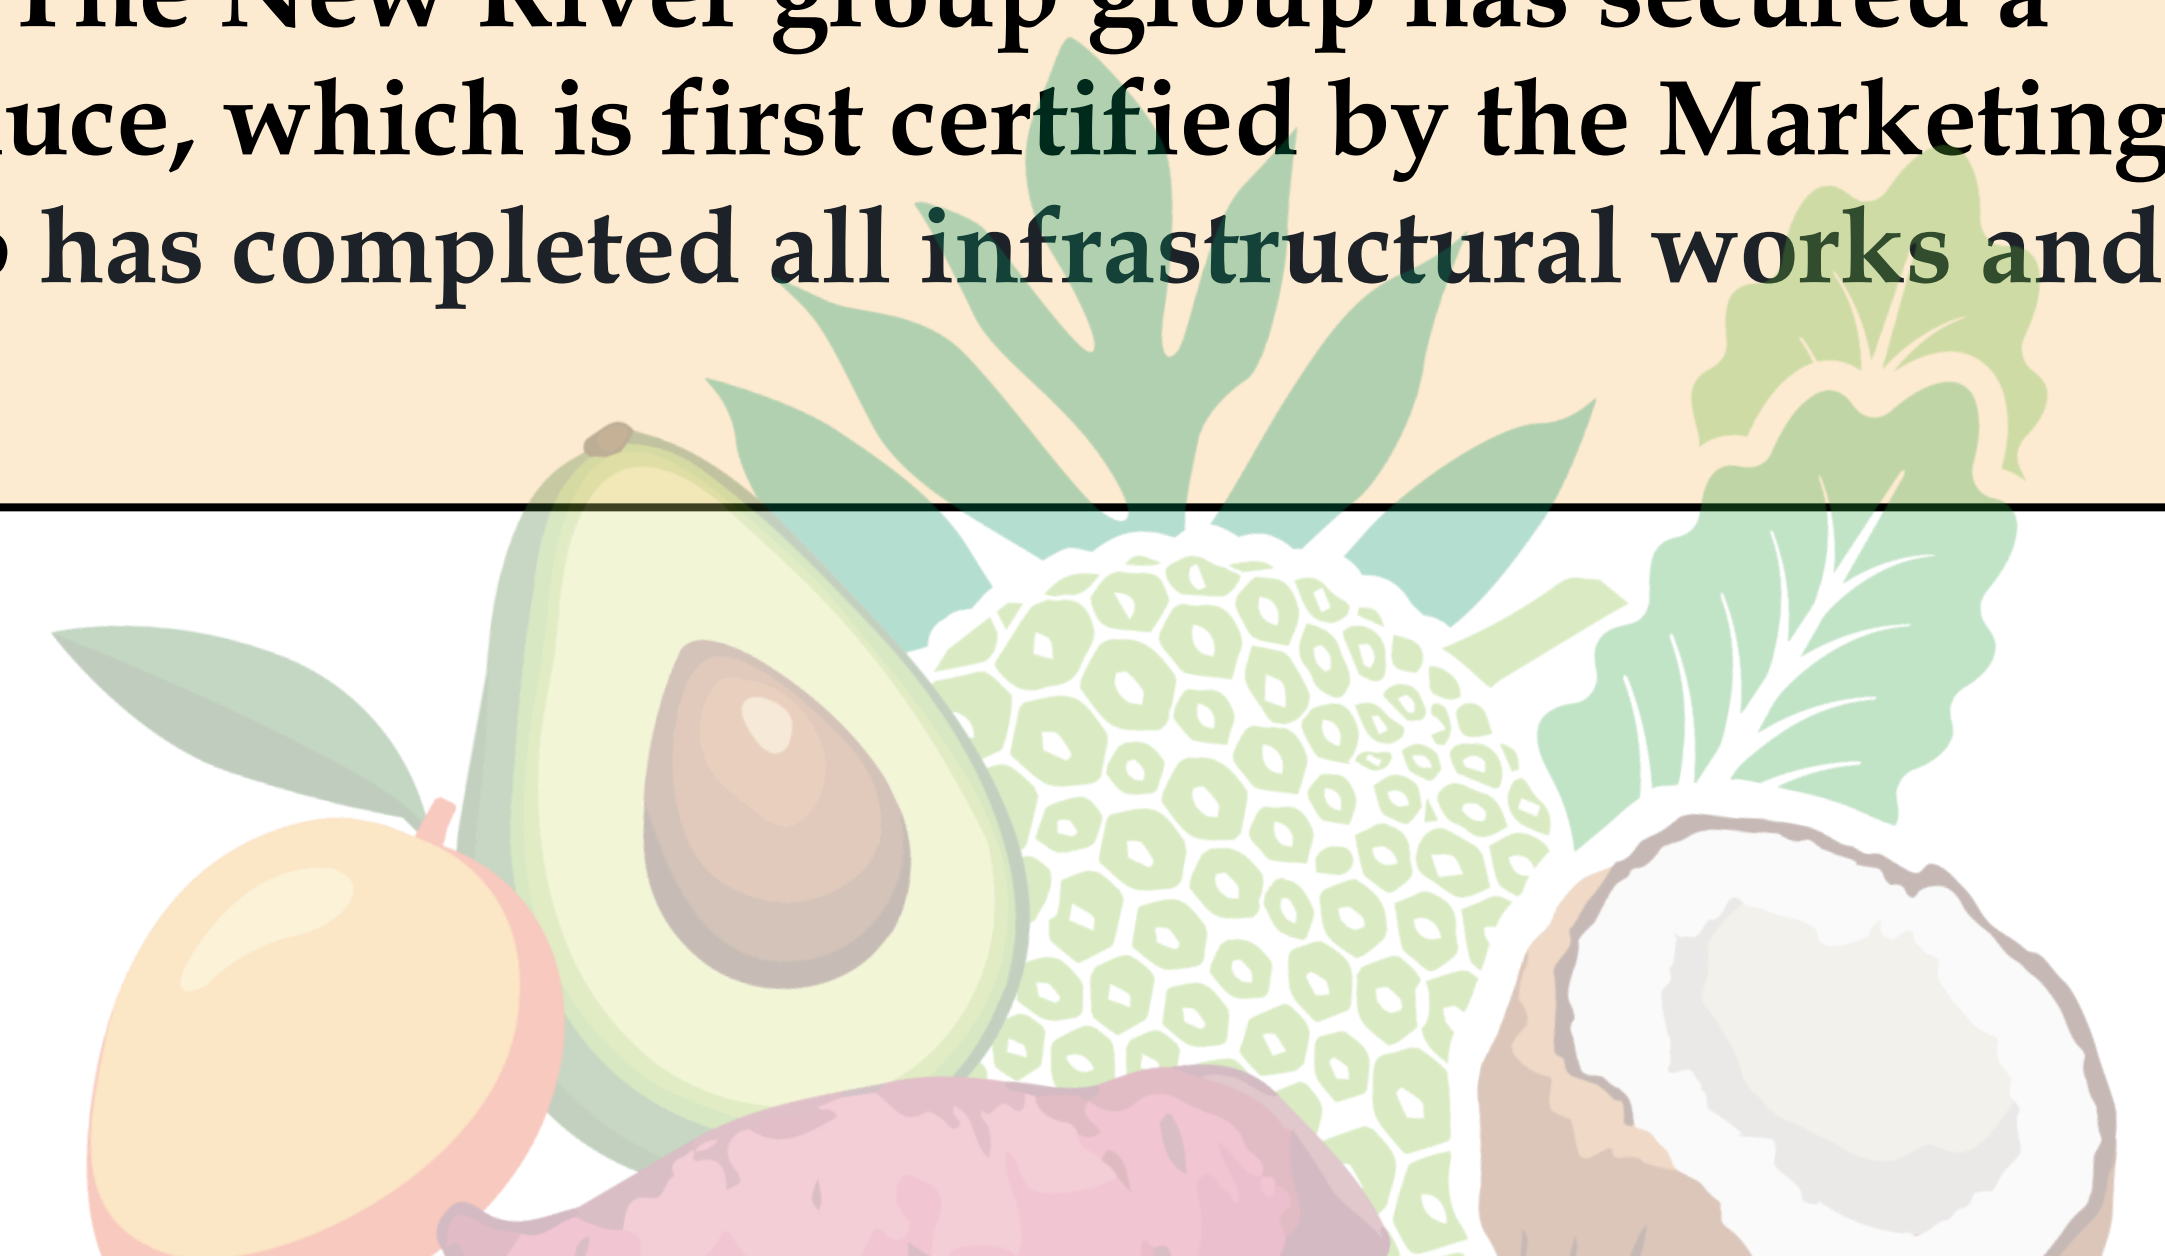 The New River group group has secured a
uce, which is first certified by the Marketing
has completed all infrastructural works and